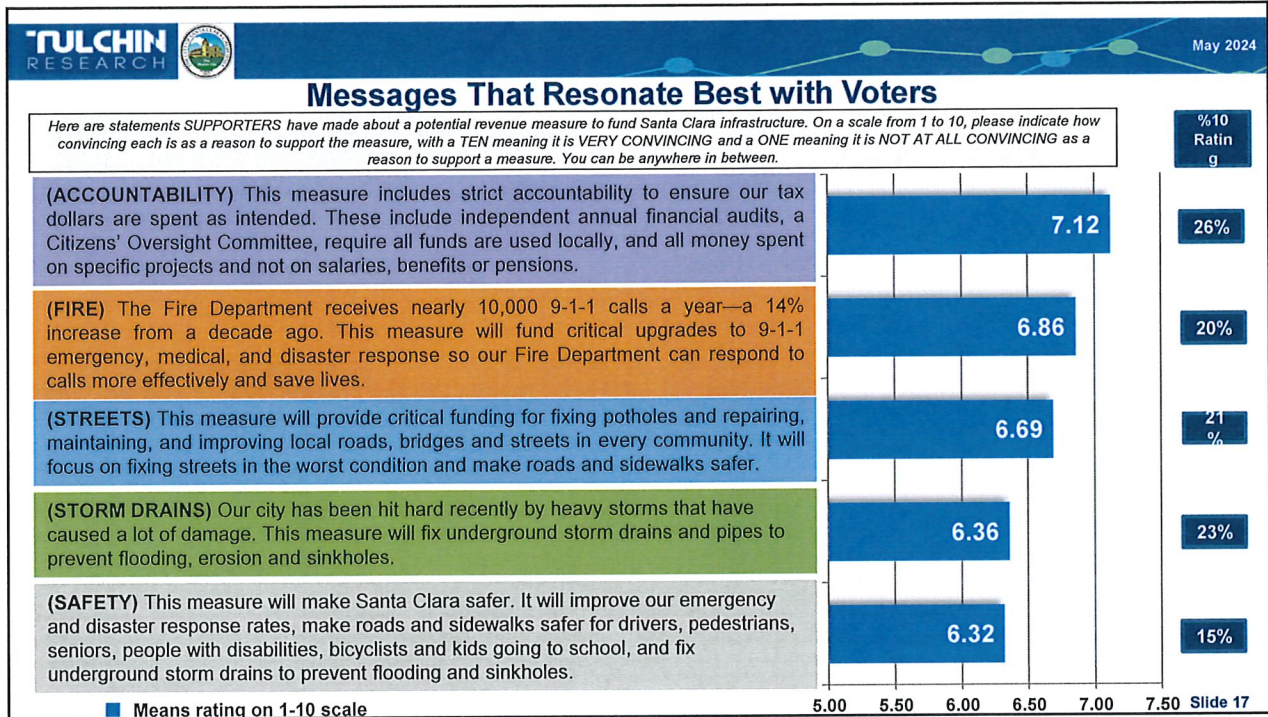 TULCHIN
RESEARCH
May 2024
Messages That Resonate Best with Voters
Here are statements SUPPORTERS have made about a potential revenue measure to fund Santa Clara infrastructure. On a scale from 1 to 10, please indicate how
convincing each is as a reason to support the measure, with a TEN meaning it is VERY CONVINCING and a ONE meaning it is NOT AT ALL CONVINCING as a
reason to support a measure. You can be anywhere in between.
%10
Ratin
g
(ACCOUNTABILITY) This measure includes strict accountability to ensure our tax
dollars are spent as intended. These include independent annual financial audits, a
Citizens' Oversight Committee, require all funds are used locally, and all money spent
on specific projects and not on salaries, benefits or pensions.
7.12
26%
(FIRE) The Fire Department receives nearly 10,000 9-1-1 calls a year—a 14%
increase from a decade ago. This measure will fund critical upgrades to 9-1-1
emergency, medical, and disaster response so our Fire Department can respond to
calls more effectively and save lives.
6.86
20%
(STREETS) This measure will provide critical funding for fixing potholes and repairing,
maintaining, and improving local roads, bridges and streets in every community. It will
focus on fixing streets in the worst condition and make roads and sidewalks safer.
6.69
21
%
(STORM DRAINS) Our city has been hit hard recently by heavy storms that have
caused a lot of damage. This measure will fix underground storm drains and pipes to
prevent flooding, erosion and sinkholes.
6.36
23%
(SAFETY) This measure will make Santa Clara safer. It will improve our emergency
and disaster response rates, make roads and sidewalks safer for drivers, pedestrians,
seniors, people with disabilities, bicyclists and kids going to school, and fix
underground storm drains to prevent flooding and sinkholes.
6.32
15%
5.00 5.50 6.00 6.50 7.00 7.50
Means rating on 1-10 scale
Slide 17